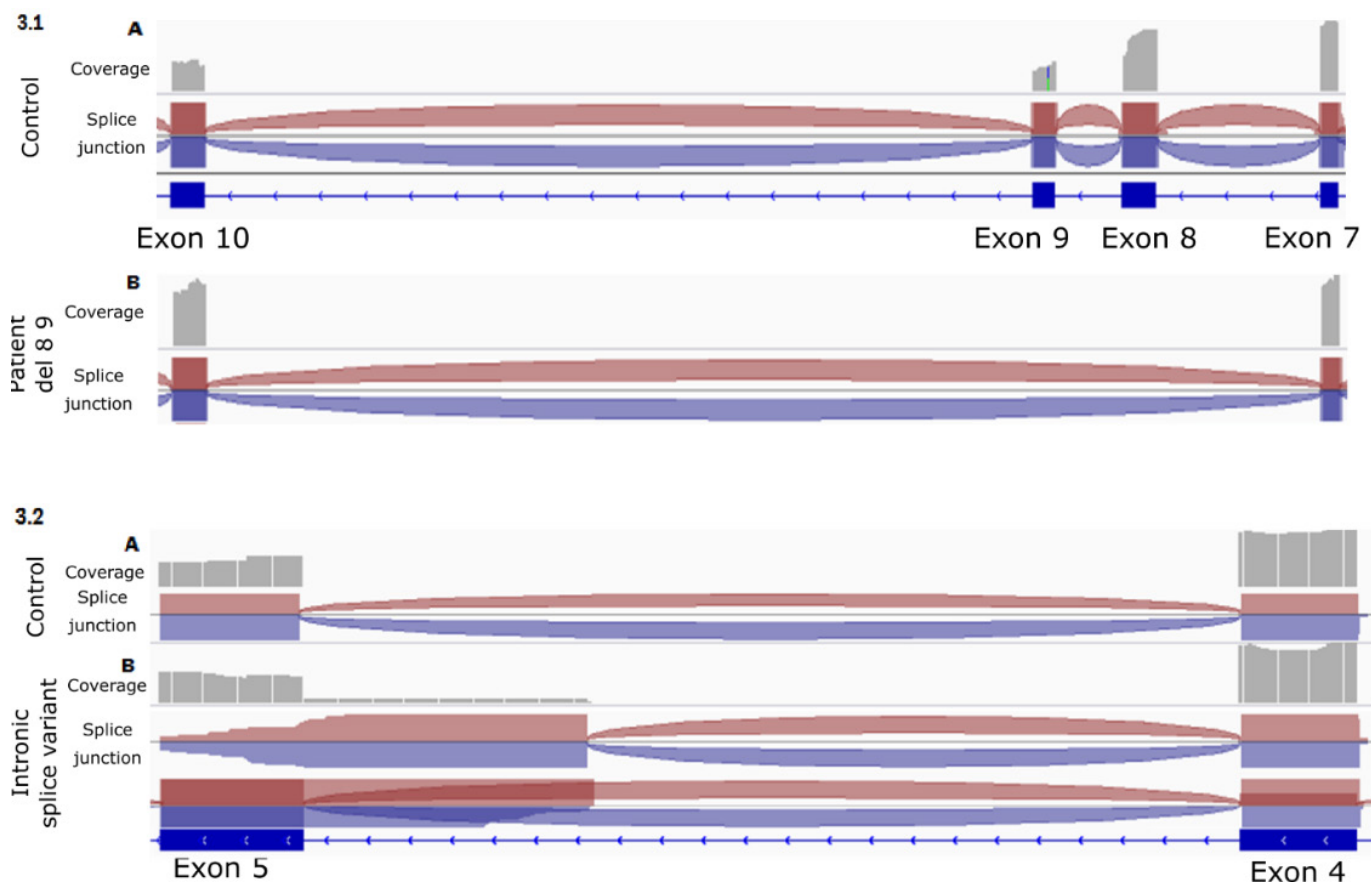 3.1
A
Control
Coverage
Splice
junction
Exon 10
Exon 9
Exon 8
Exon 7
B
Patient
del 8 9
Coverage
Splice
junction
3.2
A
Control
Coverage
Splice
junction
B
Intronic
splice variant
Coverage
Splice
junction
Exon 5
Exon 4